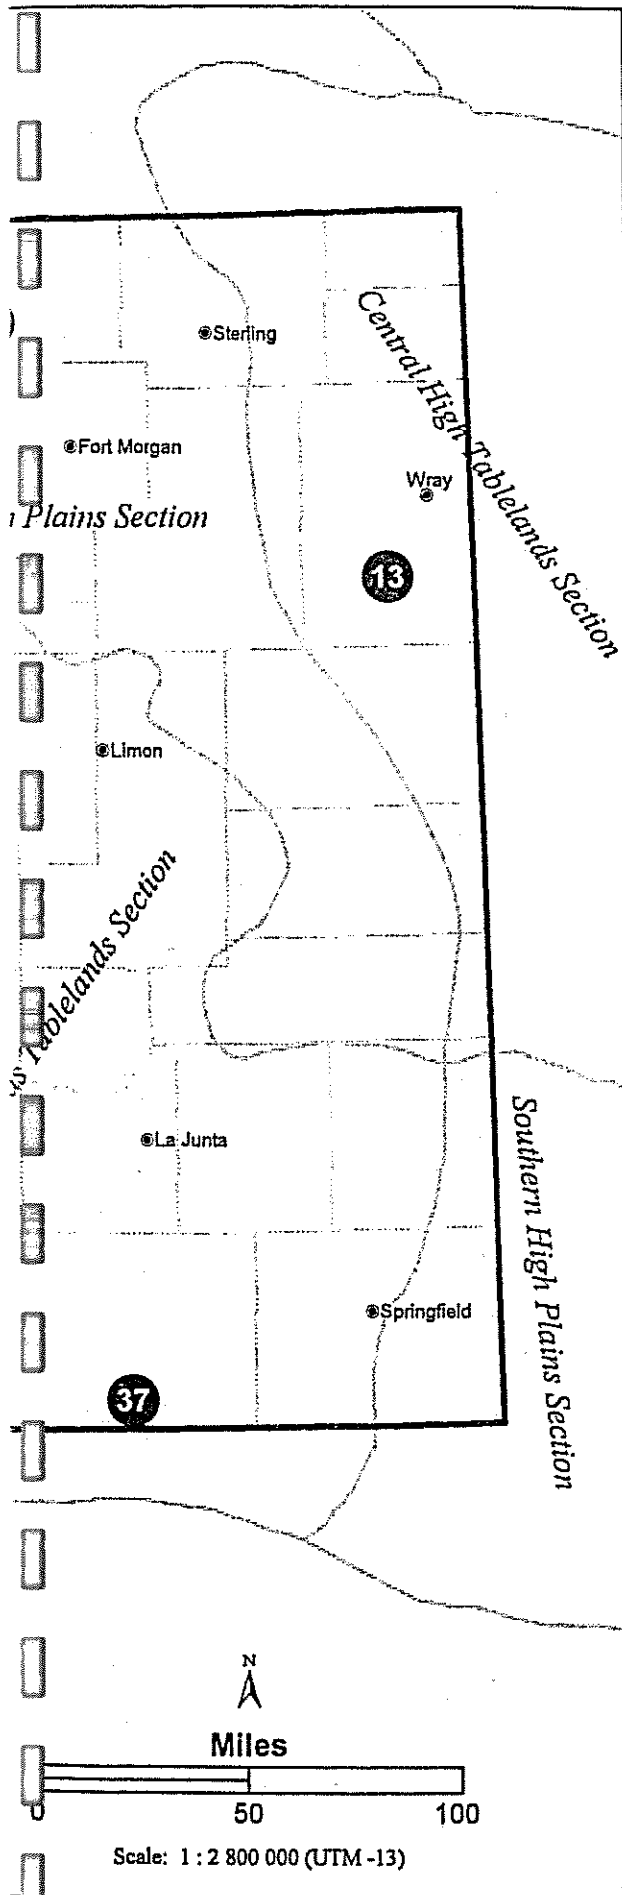 )
Sterling
Central High Tablelands Section
Fort Morgan
Wray
Plains Section
13
Limon
Tablelands Section
La Junta
Southern High Plains Section
Springfield
37
N
Miles
0 50 100
Scale: 1 : 2 800 000 (UTM -13)